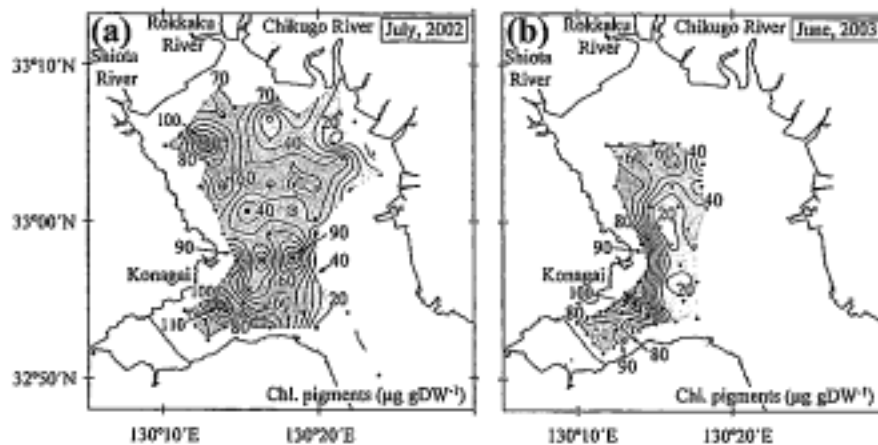 (a) Rokkaku River Chikugo River July, 2002
Shiota River
33°10'N
33°00'N
32°50'N
70 70
100 20
80 40
60
40
90 90
Konagai 40
60
100 20
110 80
Chl. pigments (µg gDW⁻¹)
130°10'E 130°20'E
(b) Rokkaku River Chikugo River June, 2003
Shiota River
60 40
80 20 40
90
Konagai
100
80 80
90
Chl. pigments (µg gDW⁻¹)
130°10'E 130°20'E